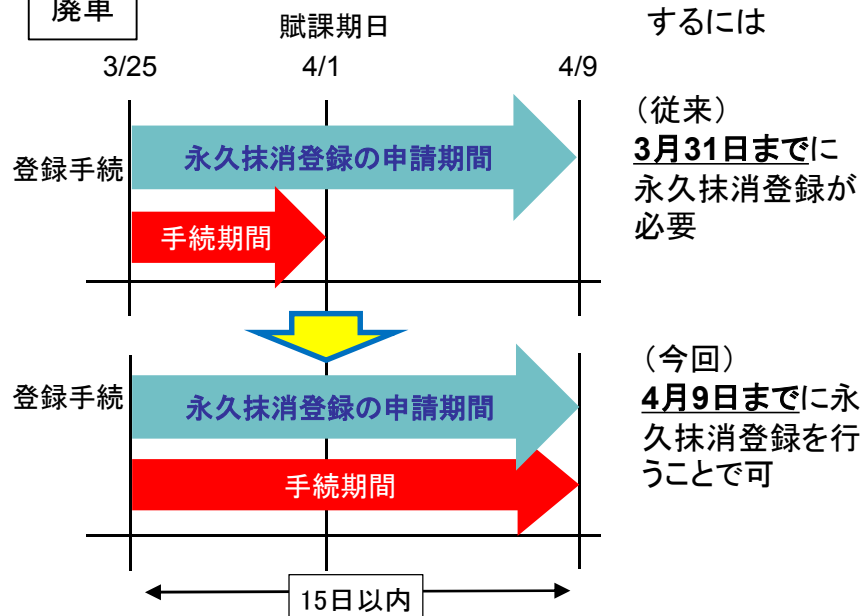 廃車
賦課期日
するには
3/25
4/1
4/9
登録手続
永久抹消登録の申請期間
手続期間
（従来）
3月31日までに
永久抹消登録が
必要
登録手続
永久抹消登録の申請期間
手続期間
（今回）
4月9日までに永
久抹消登録を行
うことで可
15日以内